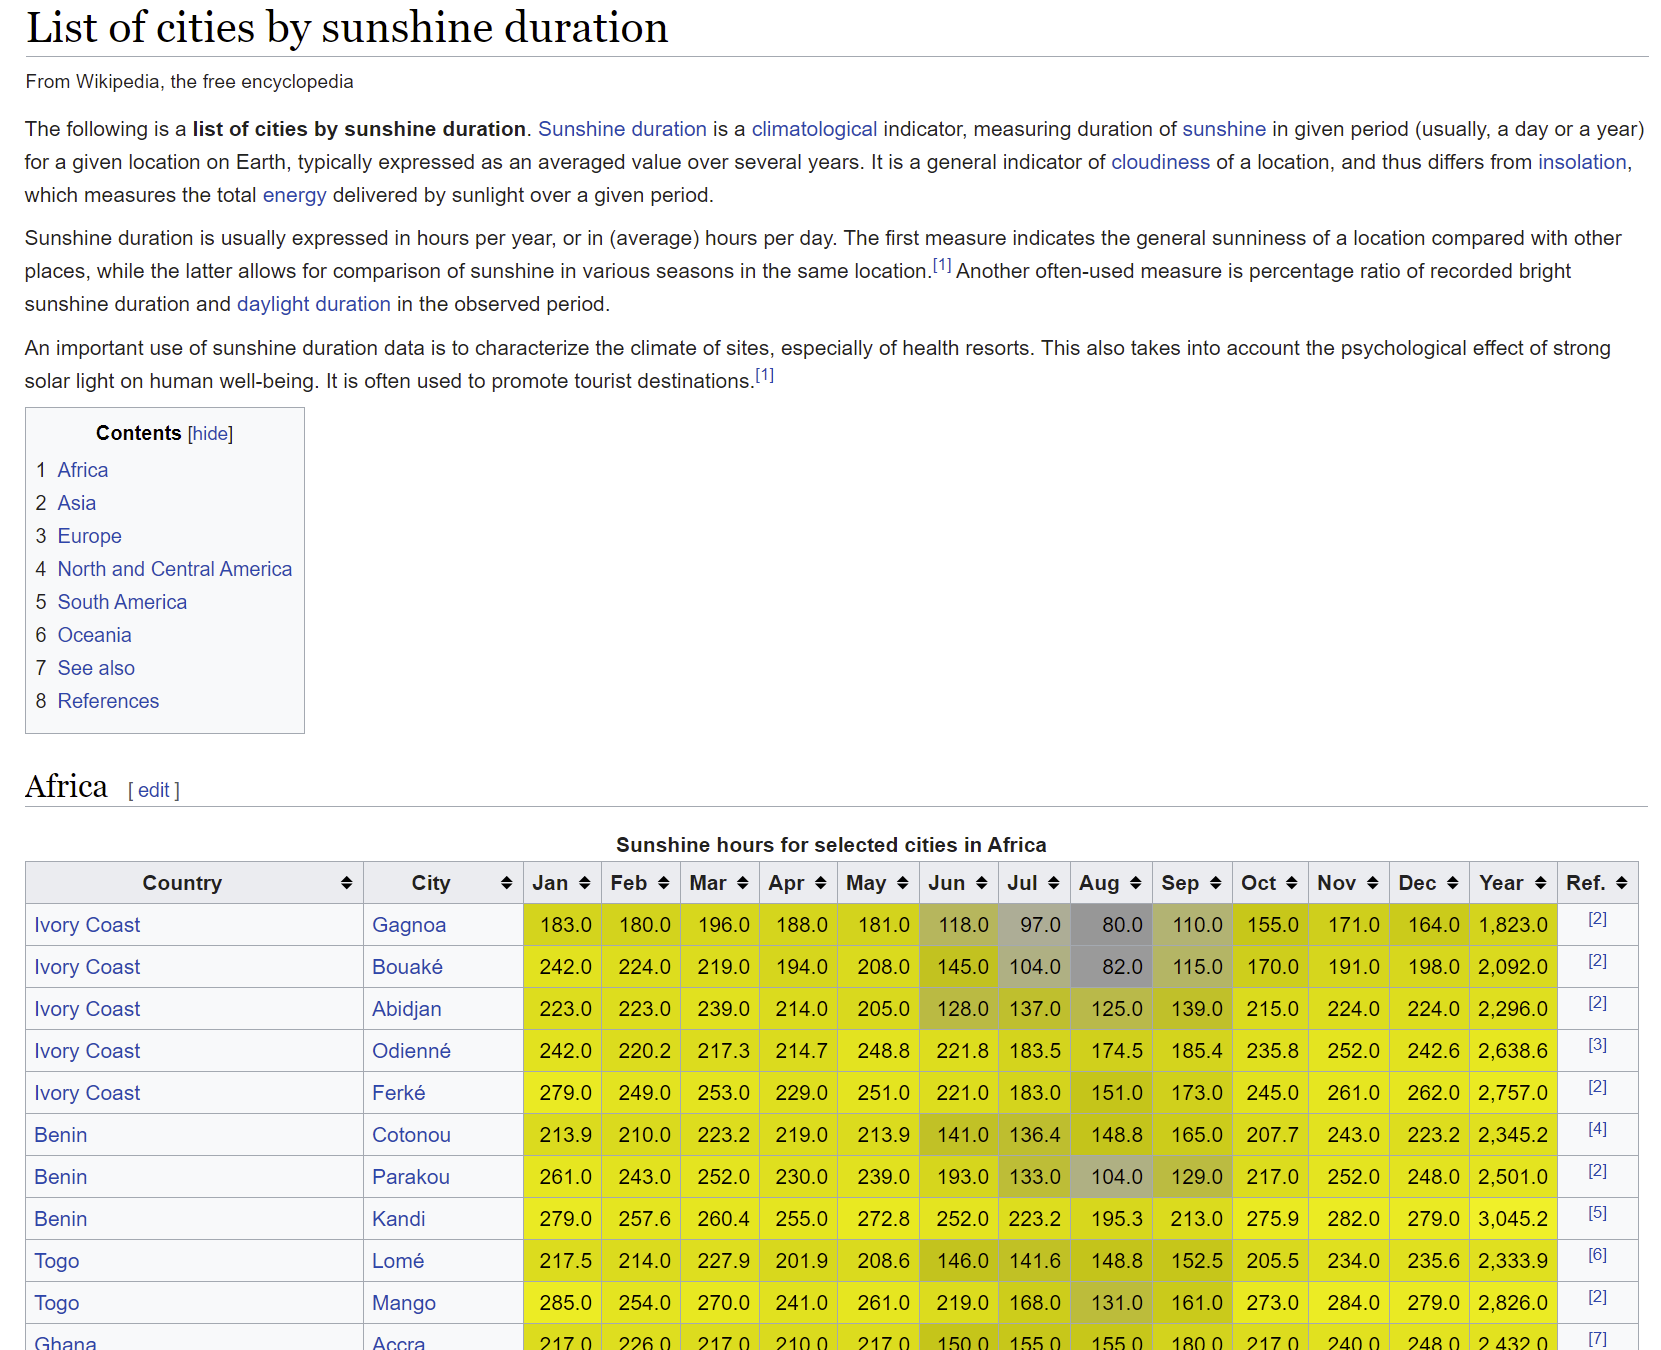 List of cities by sunshine duration
From Wikipedia, the free encyclopedia
The following is a list of cities by sunshine duration. Sunshine duration is a climatological indicator, measuring duration of sunshine in given period (usually, a day or a year)
for a given location on Earth, typically expressed as an averaged value over several years. It is a general indicator of cloudiness of a location, and thus differs from insolation,
which measures the total energy delivered by sunlight over a given period.
Sunshine duration is usually expressed in hours per year, or in (average) hours per day. The first measure indicates the general sunniness of a location compared with other
places, while the latter allows for comparison of sunshine in various seasons in the same location.[1] Another often-used measure is percentage ratio of recorded bright
sunshine duration and daylight duration in the observed period.
An important use of sunshine duration data is to characterize the climate of sites, especially of health resorts. This also takes into account the psychological effect of strong
solar light on human well-being. It is often used to promote tourist destinations.[1]
Contents [hide]
1 Africa
2 Asia
3 Europe
4 North and Central America
5 South America
6 Oceania
7 See also
8 References
Africa [ edit ]
Sunshine hours for selected cities in Africa
Country City Jan Feb Mar Apr May Jun Jul Aug Sep Oct Nov Dec Year Ref.
Ivory Coast Gagnoa 183.0 180.0 196.0 188.0 181.0 118.0 97.0 80.0 110.0 155.0 171.0 164.0 1,823.0 [2]
Ivory Coast Bouaké 242.0 224.0 219.0 194.0 208.0 145.0 104.0 82.0 115.0 170.0 191.0 198.0 2,092.0 [2]
Ivory Coast Abidjan 223.0 223.0 239.0 214.0 205.0 128.0 137.0 125.0 139.0 215.0 224.0 224.0 2,296.0 [2]
Ivory Coast Odienné 242.0 220.2 217.3 214.7 248.8 221.8 183.5 174.5 185.4 235.8 252.0 242.6 2,638.6 [3]
Ivory Coast Ferké 279.0 249.0 253.0 229.0 251.0 221.0 183.0 151.0 173.0 245.0 261.0 262.0 2,757.0 [2]
Benin Cotonou 213.9 210.0 223.2 219.0 213.9 141.0 136.4 148.8 165.0 207.7 243.0 223.2 2,345.2 [4]
Benin Parakou 261.0 243.0 252.0 230.0 239.0 193.0 133.0 104.0 129.0 217.0 252.0 248.0 2,501.0 [2]
Benin Kandi 279.0 257.6 260.4 255.0 272.8 252.0 223.2 195.3 213.0 275.9 282.0 279.0 3,045.2 [5]
Togo Lomé 217.5 214.0 227.9 201.9 208.6 146.0 141.6 148.8 152.5 205.5 234.0 235.6 2,333.9 [6]
Togo Mango 285.0 254.0 270.0 241.0 261.0 219.0 168.0 131.0 161.0 273.0 284.0 279.0 2,826.0 [2]
Ghana Accra 217.0 226.0 217.0 210.0 217.0 150.0 155.0 155.0 180.0 217.0 240.0 248.0 2,432.0 [7]